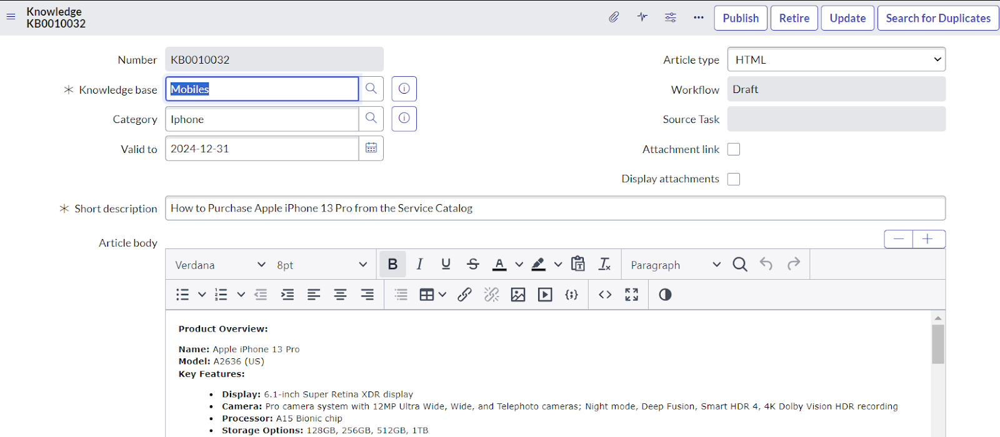 Knowledge
KB0010032
Publish
Retire
Update
Search for Duplicates
Number KB0010032
Article type HTML
Knowledge base Mobiles
Workflow Draft
Category Iphone
Source Task
Valid to 2024-12-31
Attachment link
Display attachments
Short description How to Purchase Apple iPhone 13 Pro from the Service Catalog
Article body
Verdana 8pt B I U S A Paragraph
Product Overview:
Name: Apple iPhone 13 Pro
Model: A2636 (US)
Key Features:
• Display: 6.1-inch Super Retina XDR display
• Camera: Pro camera system with 12MP Ultra Wide, Wide, and Telephoto cameras; Night mode, Deep Fusion, Smart HDR 4, 4K Dolby Vision HDR recording
• Processor: A15 Bionic chip
• Storage Options: 128GB, 256GB, 512GB, 1TB